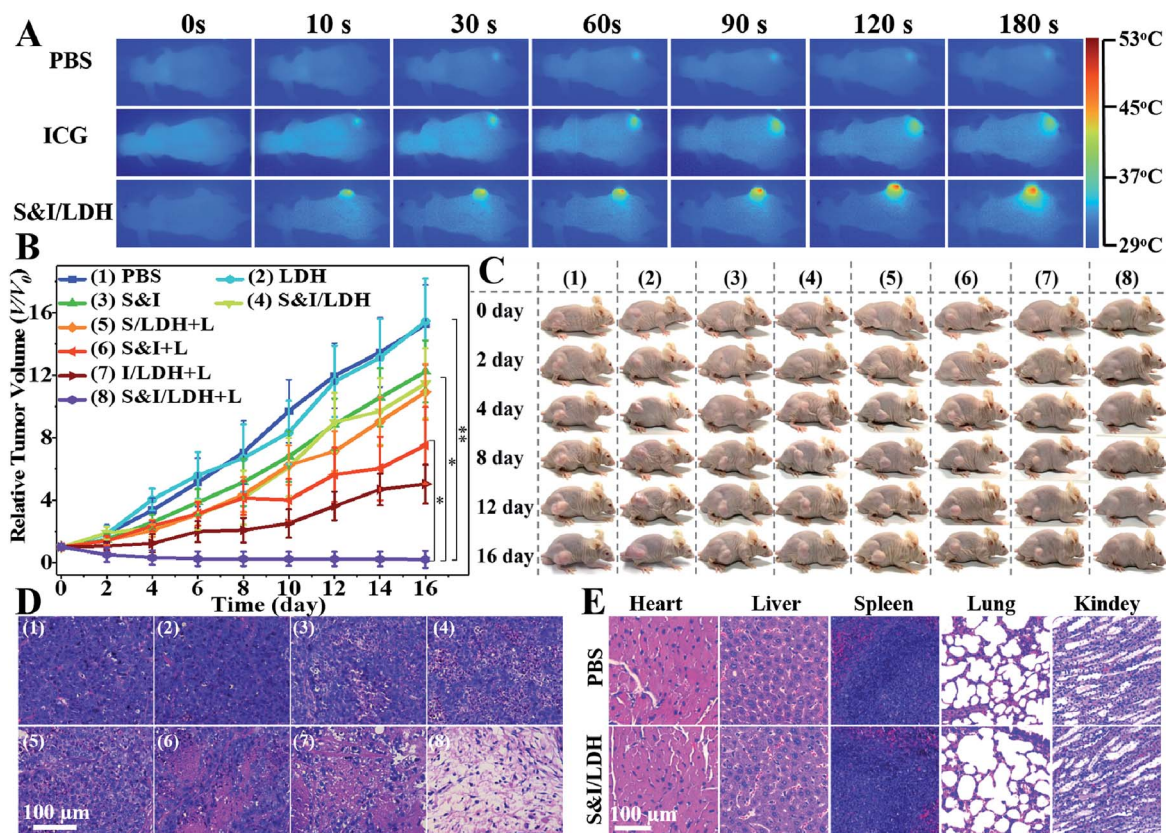 A
0s 10 s 30 s 60s 90 s 120 s 180 s
PBS
ICG
S&I/LDH
53°C
45°C
37°C
29°C
B
Relative Tumor Volume (V/V₀)
16
12
8
4
0
(1) PBS (2) LDH
(3) S&I (4) S&I/LDH
(5) S/LDH+L
(6) S&I+L
(7) I/LDH+L
(8) S&I/LDH+L
*
*
**
0 2 4 6 8 10 12 14 16
Time (day)
C
(1) (2) (3) (4) (5) (6) (7) (8)
0 day
2 day
4 day
8 day
12 day
16 day
D
(1) (2) (3) (4)
(5) (6) (7) (8)
100 µm
E
Heart Liver Spleen Lung Kindey
PBS
S&I/LDH
100 µm